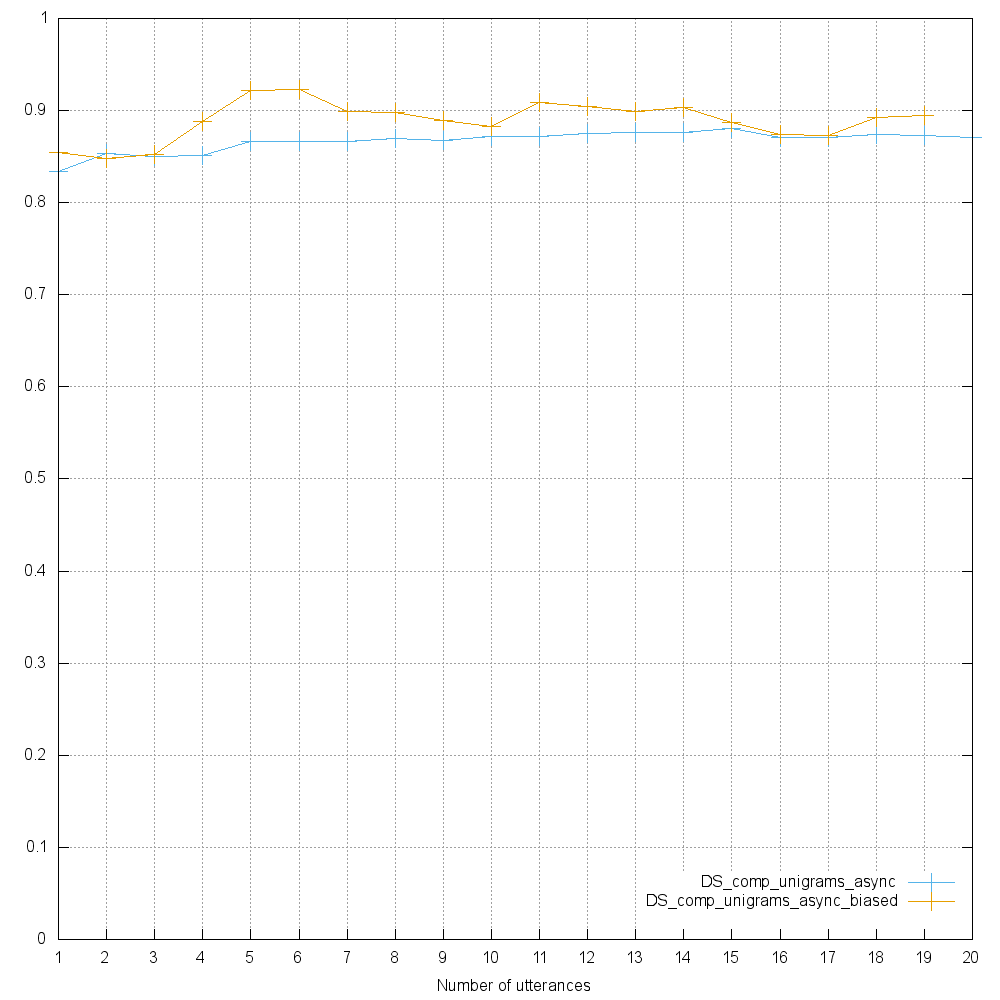 1
0.9
0.8
0.7
0.6
0.5
0.4
0.3
0.2
0.1
0
DS_comp_unigrams_async
DS_comp_unigrams_async_biased
1 2 3 4 5 6 7 8 9 10 11 12 13 14 15 16 17 18 19 20
Number of utterances